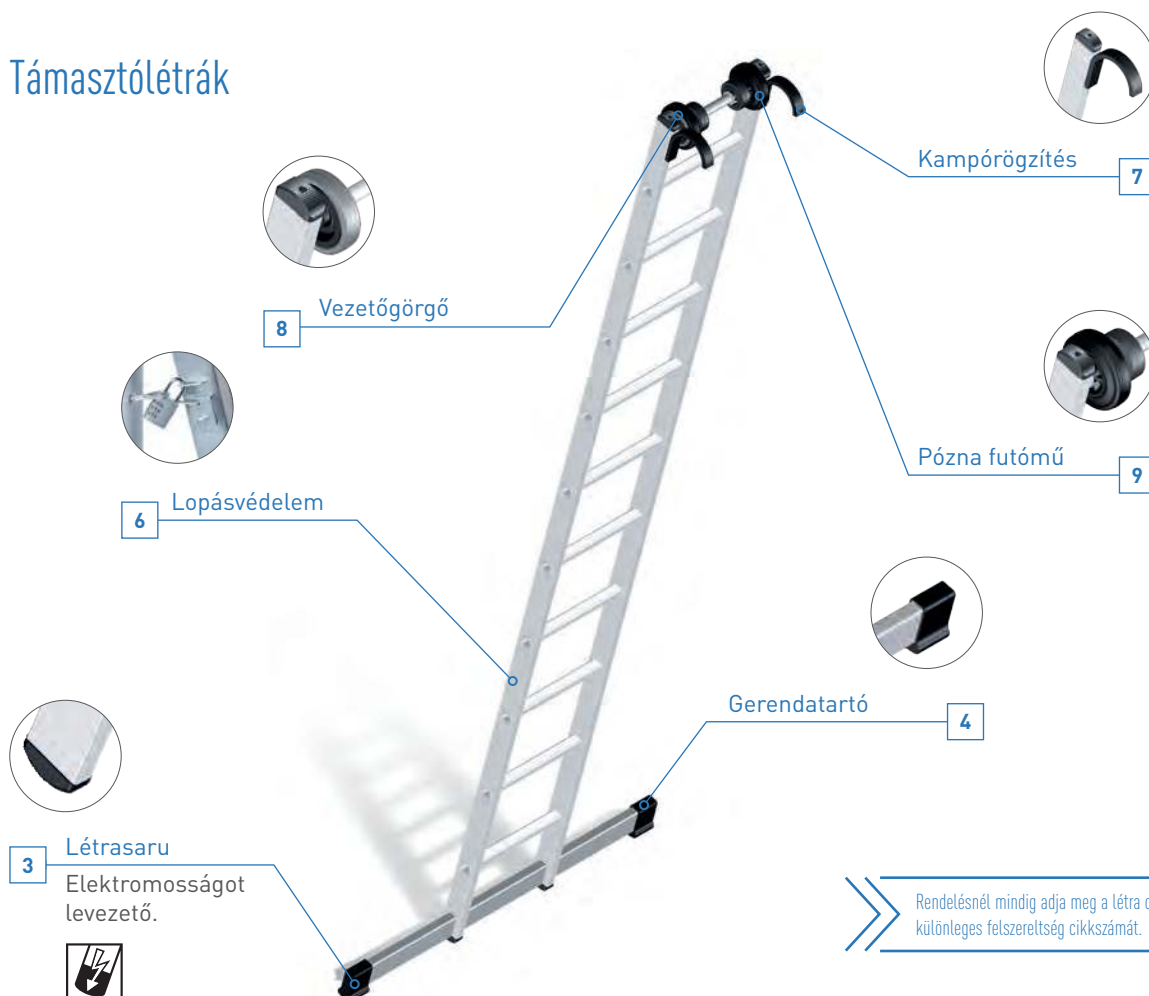 Támasztólétrák
Kampórögzítés
7
Vezetőgörgő
8
Pózna futómű
9
Lopásvédelem
6
Gerendatartó
4
Létrasaru
3
Elektromosságot
levezető.
Rendelésnél mindig adja meg a létra
különleges felszereltség cikkszámát.